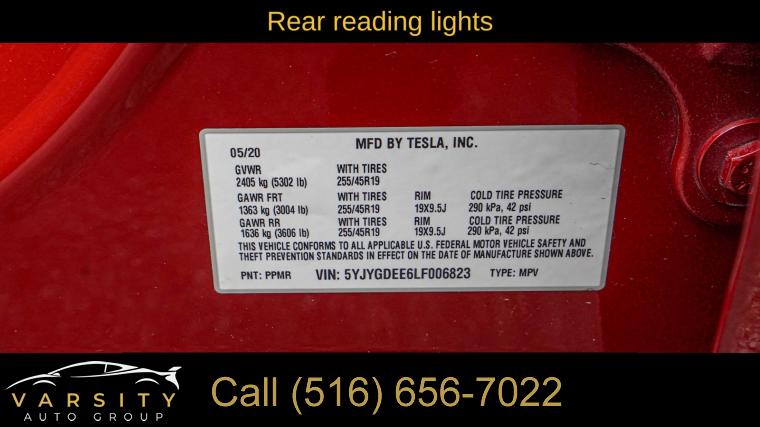 Rear reading lights
MFD BY TESLA, INC.
05/20
GVWR WITH TIRES
2405 kg (5302 lb) 255/45R19
GAWR FRT WITH TIRES RIM COLD TIRE PRESSURE
1363 kg (3004 lb) 255/45R19 19X9.5J 290 kPa, 42 psi
GAWR RR WITH TIRES RIM COLD TIRE PRESSURE
1636 kg (3606 lb) 255/45R19 19X9.5J 290 kPa, 42 psi
THIS VEHICLE CONFORMS TO ALL APPLICABLE U.S. FEDERAL MOTOR VEHICLE SAFETY AND
THEFT PREVENTION STANDARDS IN EFFECT ON THE DATE OF MANUFACTURE SHOWN ABOVE.
PNT: PPMR VIN: 5YJYGDEE6LF006823 TYPE: MPV
VARSITY
AUTO GROUP
Call (516) 656-7022